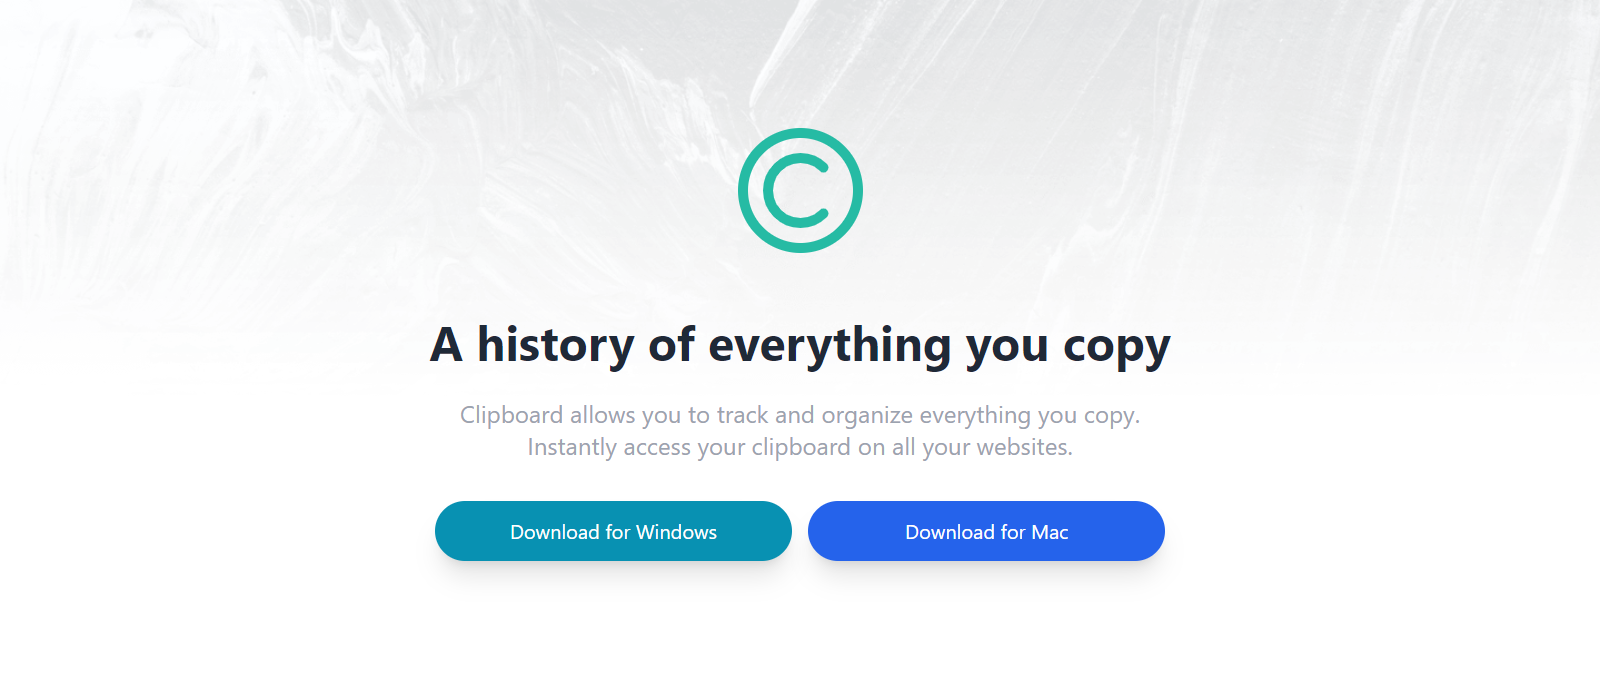 C
A history of everything you copy
Clipboard allows you to track and organize everything you copy.
Instantly access your clipboard on all your websites.
Download for Windows
Download for Mac